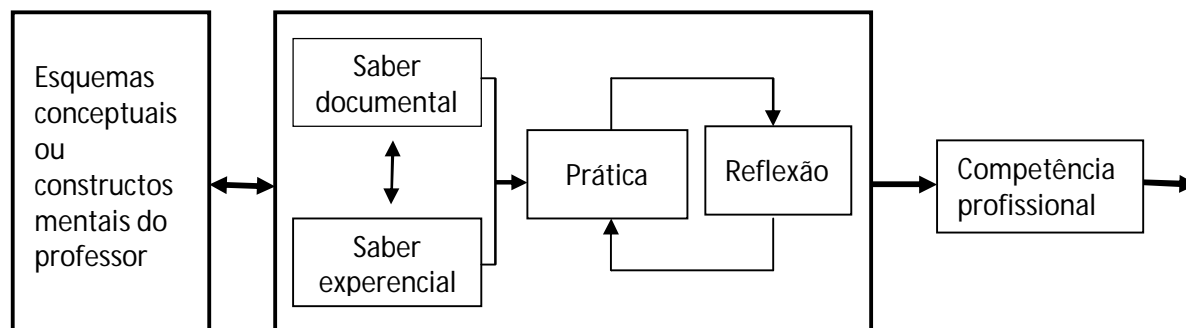 Esquemas
conceptuais
ou
constructos
mentais do
professor
Saber
documental
Saber
experencial
Prática
Reflexão
Competência
profissional